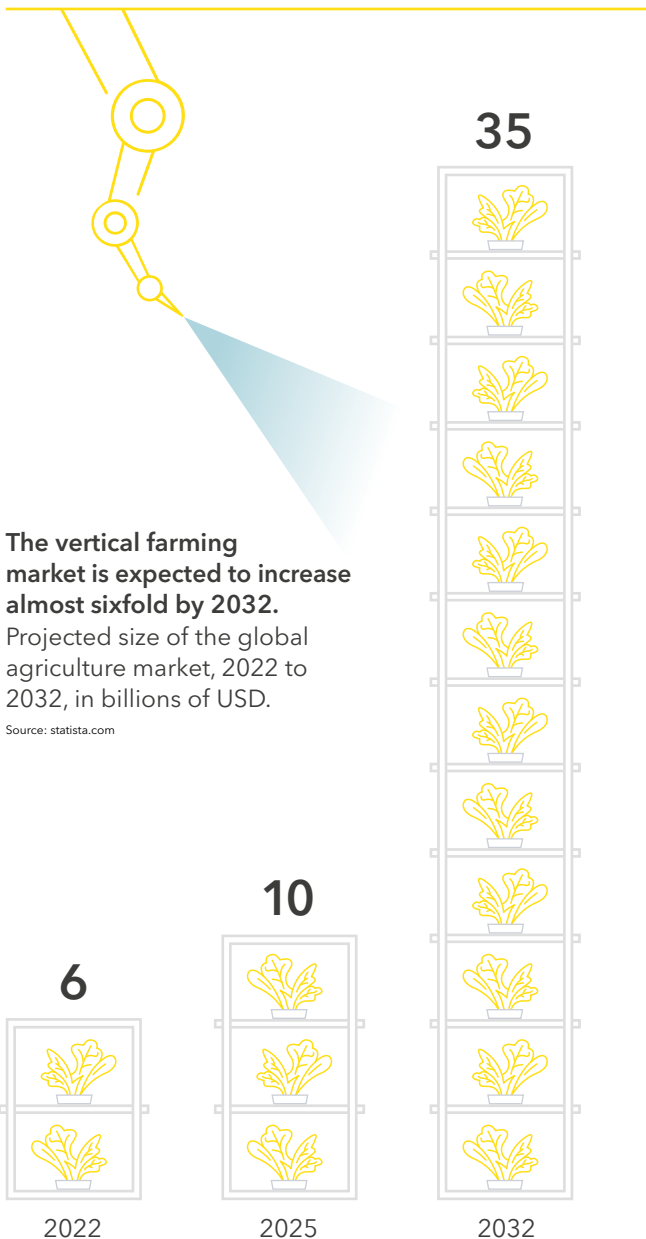 35
The vertical farming
market is expected to increase
almost sixfold by 2032.
Projected size of the global
agriculture market, 2022 to
2032, in billions of USD.
Source: statista.com
10
6
2022
2025
2032